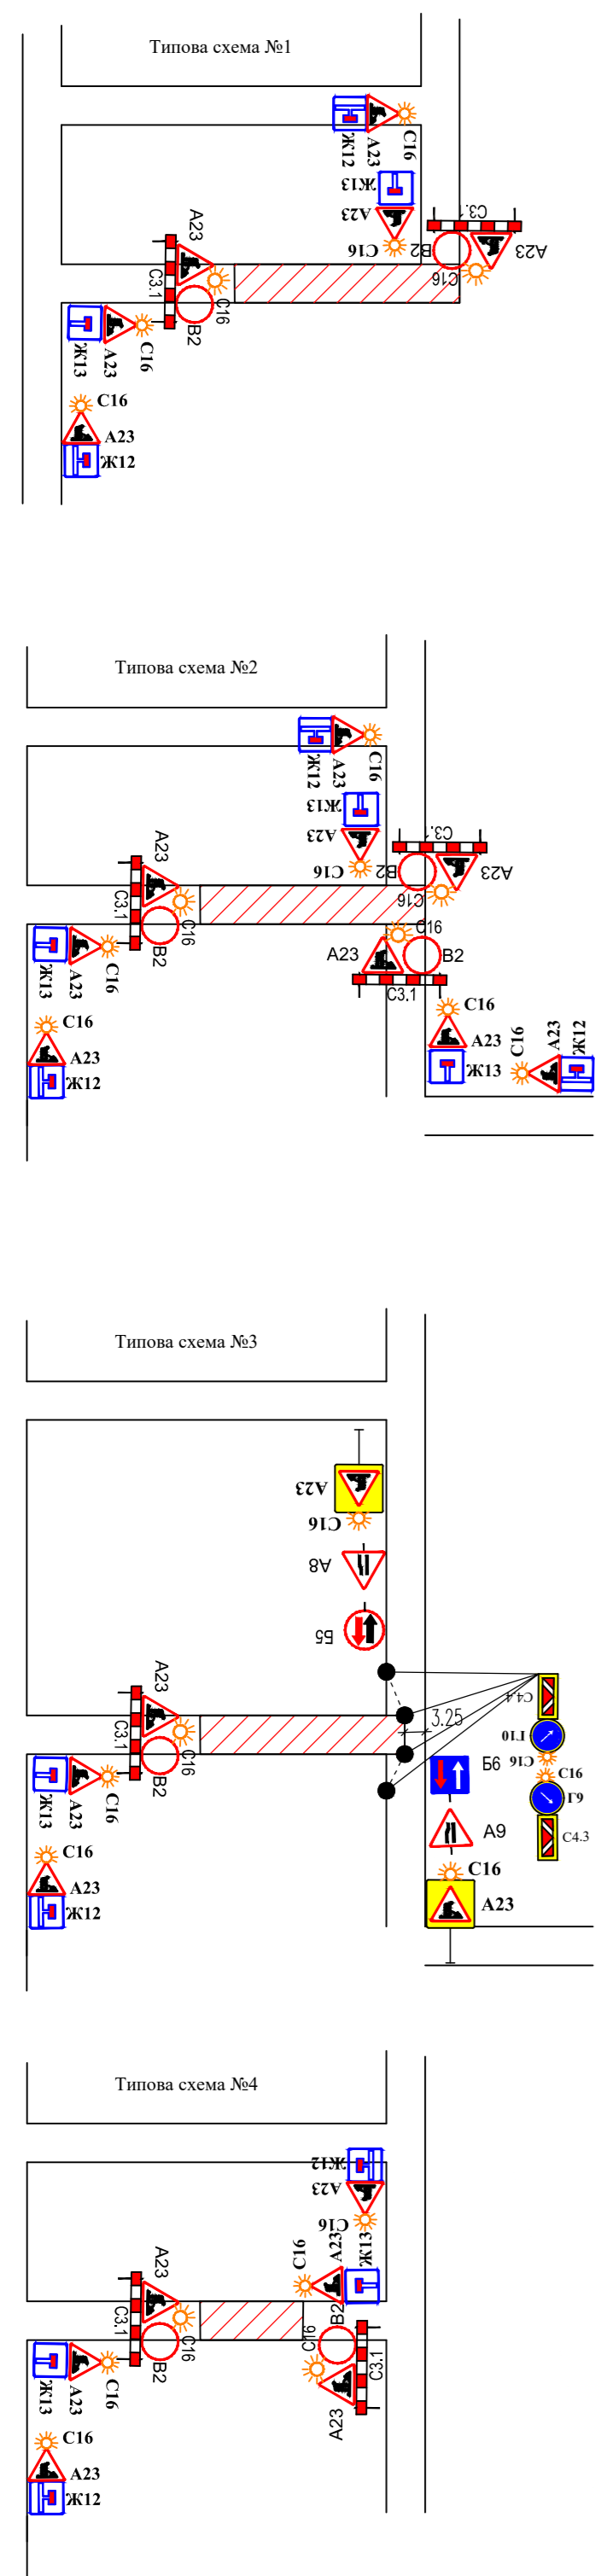 Типова схема №1
С16
А23
Ж12
Ж13
А23
С16
С3.1
В2
А23
С16
А23
С3.1
С16
В2
Ж13
А23
С16
С16
А23
Ж12
Типова схема №2
С16
А23
Ж12
Ж13
А23
С16
С3.1
В2
А23
С16
А23
С3.1
С16
В2
С16
А23
В2
С3.1
Ж13
А23
С16
С16
А23
Ж12
С16
А23
Ж13
С16
А23
Ж12
Типова схема №3
А23
С16
А8
Б5
А23
С3.1
С16
В2
3.25
С4.4
Г10
С16
С16
Г9
С4.3
Б6
А9
С16
А23
Ж13
А23
С16
С16
А23
Ж12
Типова схема №4
Ж12
А23
С16
С16
А23
Ж13
А23
С3.1
С16
В2
В2
С16
С3.1
А23
Ж13
А23
С16
С16
А23
Ж12